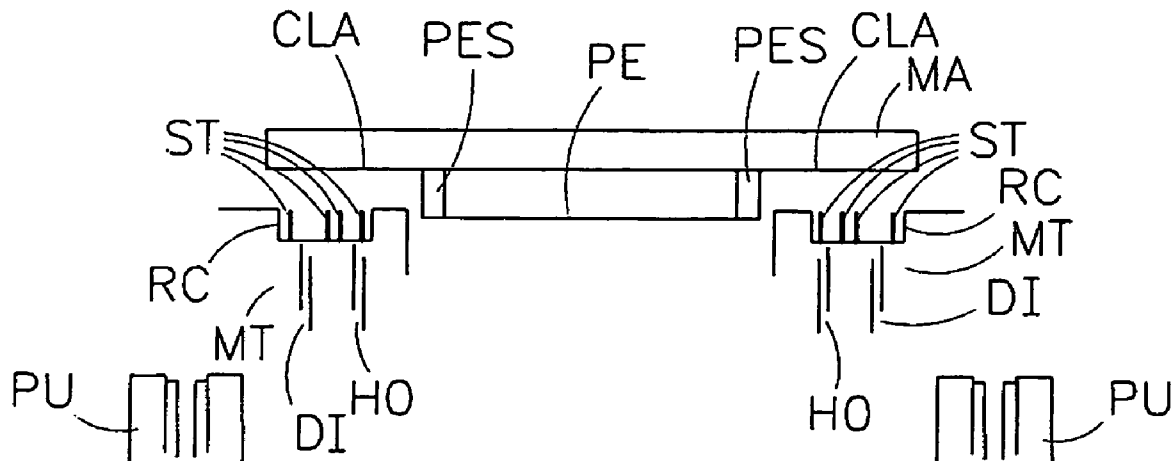 CLA PES PE PES CLA
MA
ST ST
RC
RC MT
MT DI
PU DI HO HO PU